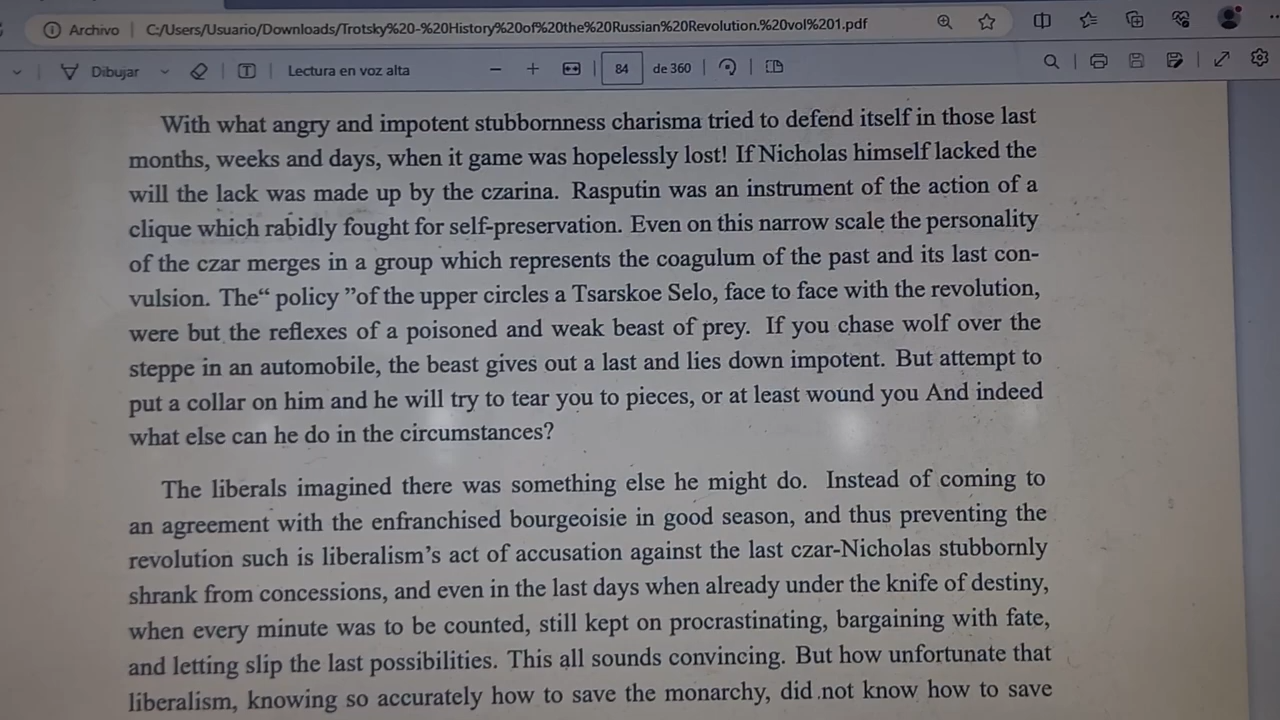 Archivo | C:/Users/Usuario/Downloads/Trotsky%20-%20History%20of%20the%20Russian%20Revolution.%20vol%201.pdf
Dibujar Lectura en voz alta 84 de 360
With what angry and impotent stubbornness charisma tried to defend itself in those last
months, weeks and days, when it game was hopelessly lost! If Nicholas himself lacked the
will the lack was made up by the czarina. Rasputin was an instrument of the action of a
clique which rabidly fought for self-preservation. Even on this narrow scale the personality
of the czar merges in a group which represents the coagulum of the past and its last con-
vulsion. The“ policy ”of the upper circles a Tsarskoe Selo, face to face with the revolution,
were but the reflexes of a poisoned and weak beast of prey. If you chase wolf over the
steppe in an automobile, the beast gives out a last and lies down impotent. But attempt to
put a collar on him and he will try to tear you to pieces, or at least wound you And indeed
what else can he do in the circumstances?
The liberals imagined there was something else he might do. Instead of coming to
an agreement with the enfranchised bourgeoisie in good season, and thus preventing the
revolution such is liberalism’s act of accusation against the last czar-Nicholas stubbornly
shrank from concessions, and even in the last days when already under the knife of destiny,
when every minute was to be counted, still kept on procrastinating, bargaining with fate,
and letting slip the last possibilities. This all sounds convincing. But how unfortunate that
liberalism, knowing so accurately how to save the monarchy, did not know how to save